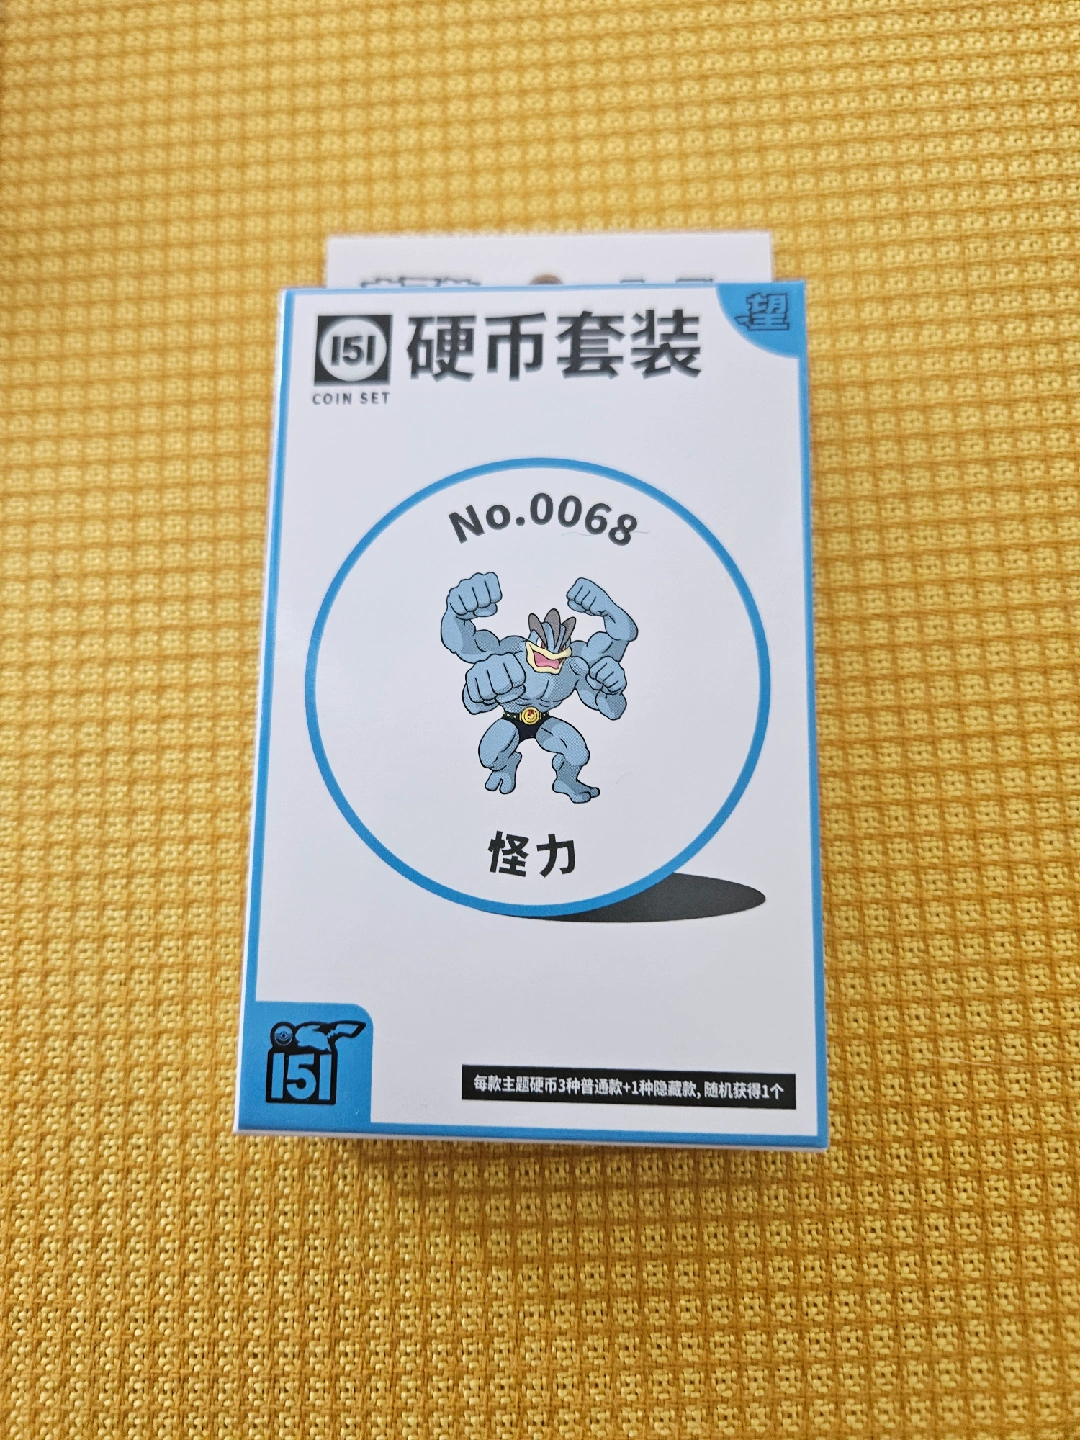 望
151 硬币套装
COIN SET
No.0068
怪力
151
每款主题硬币3种普通款+1种隐藏款, 随机获得1个